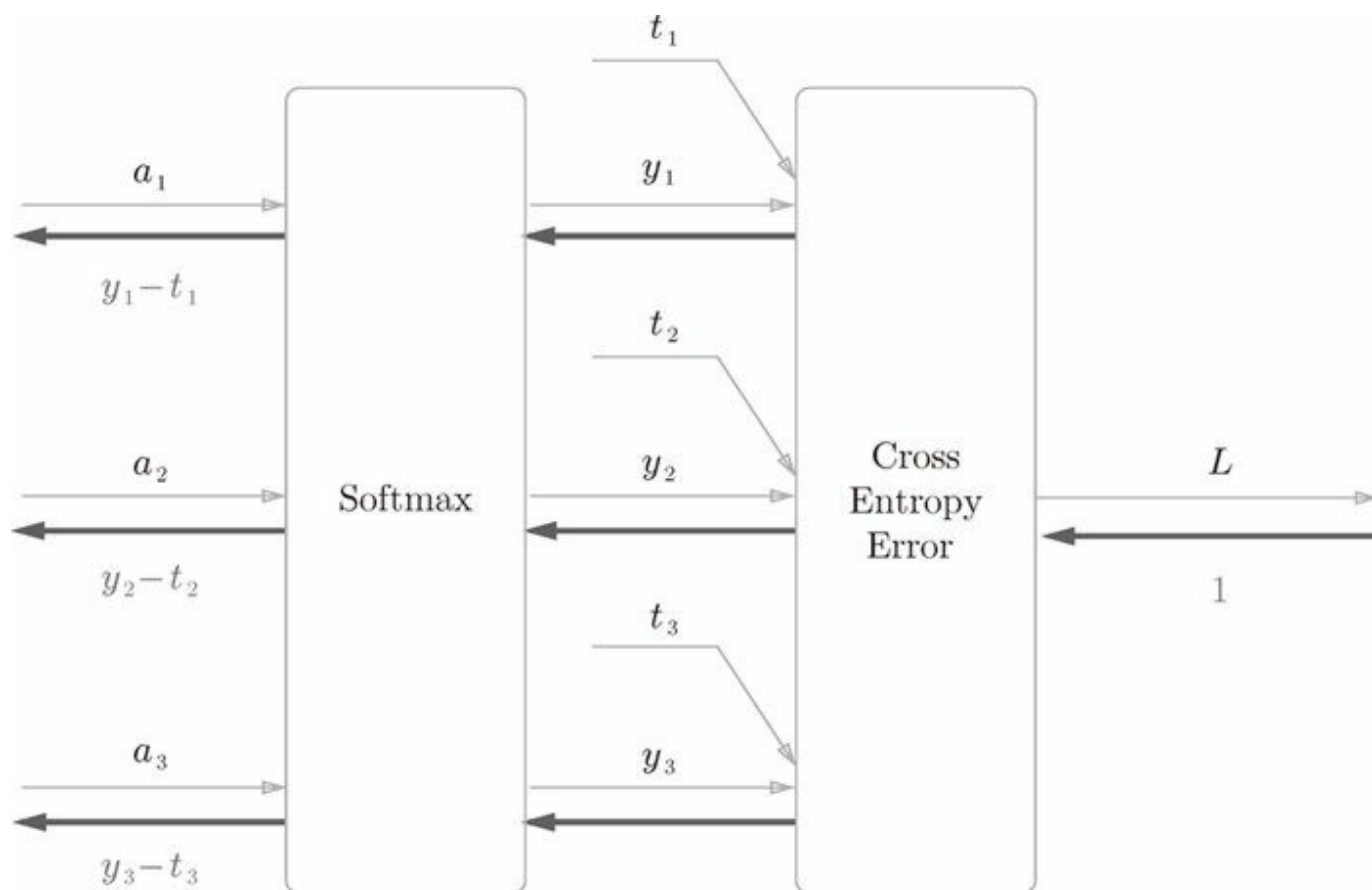 t₁
a₁
y₁
y₁−t₁
t₂
a₂
y₂
Softmax
Cross
Entropy
Error
L
y₂−t₂
1
t₃
a₃
y₃
y₃−t₃